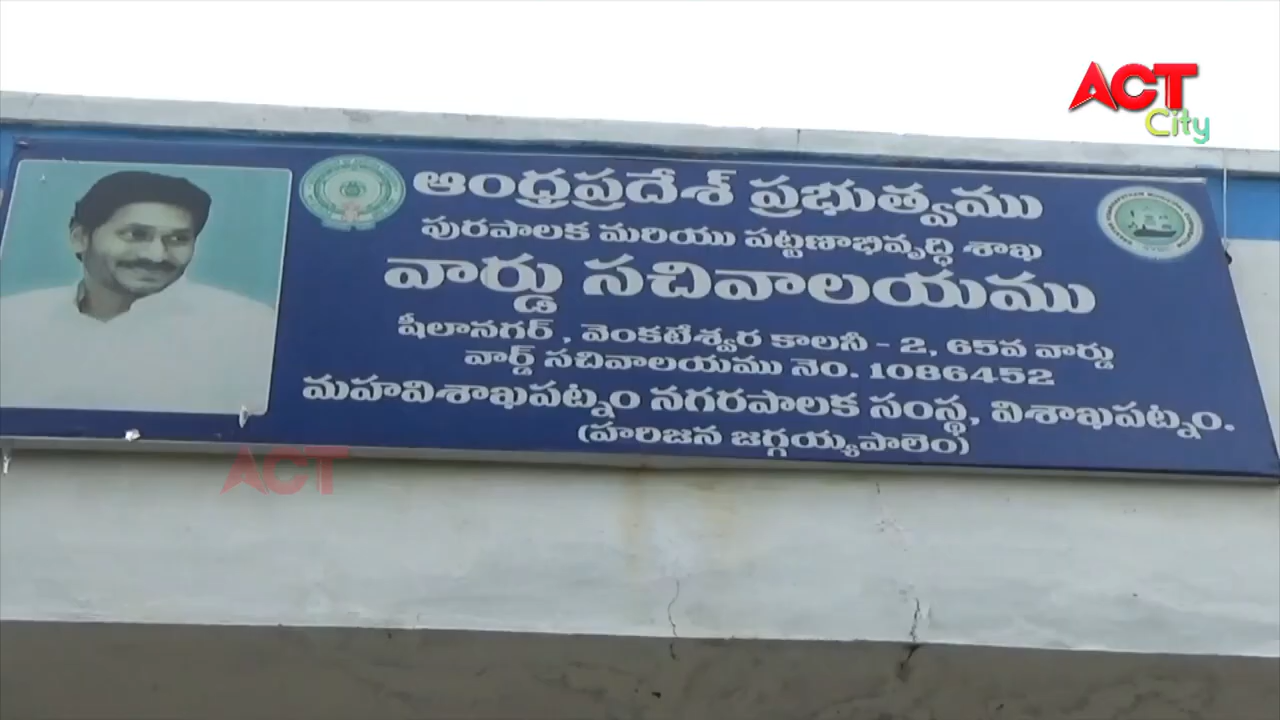 ACT
City
ఆంధ్రప్రదేశ్ ప్రభుత్వము
పురపాలక మరియు పట్టణాభివృద్ధి శాఖ
వార్డు సచివాలయము
షీలానగర్, వెంకటేశ్వర కాలనీ - 2, 65వ వార్డు
వార్డ్ సచివాలయము నెం. 1086452
మహావిశాఖపట్నం నగరపాలక సంస్థ, విశాఖపట్నం.
(హరిజన జగ్గయ్యపాలెం)
ACT